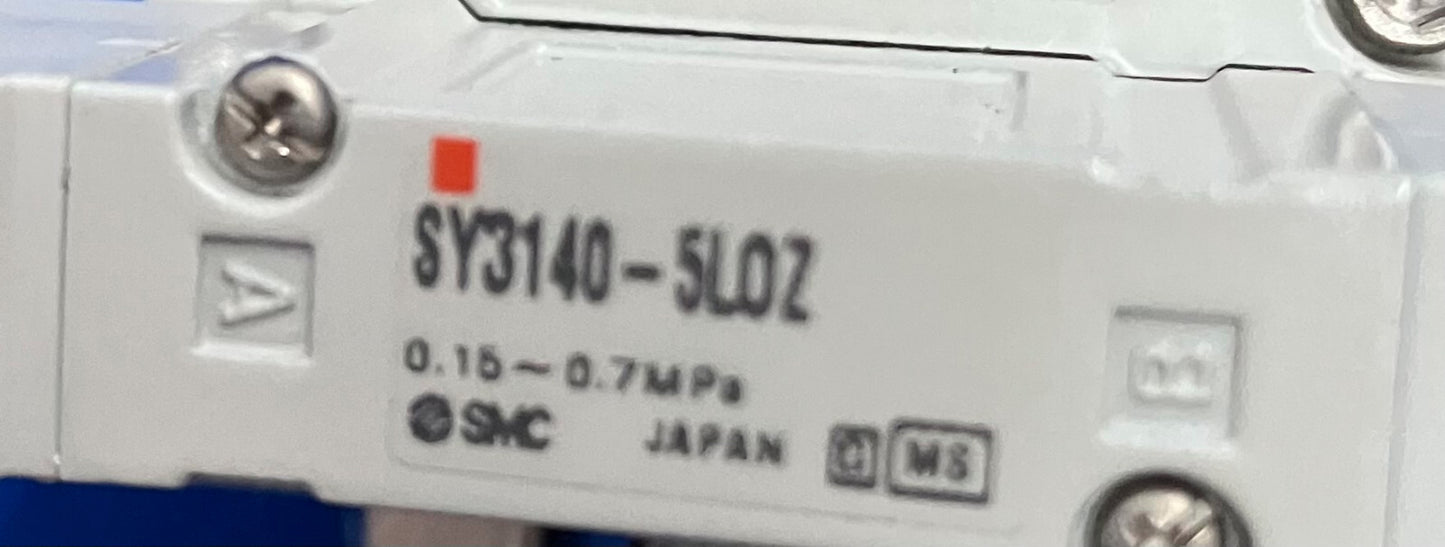 SY3140-5LOZ
0.15~0.7MPa
SMC JAPAN G MS
A
B